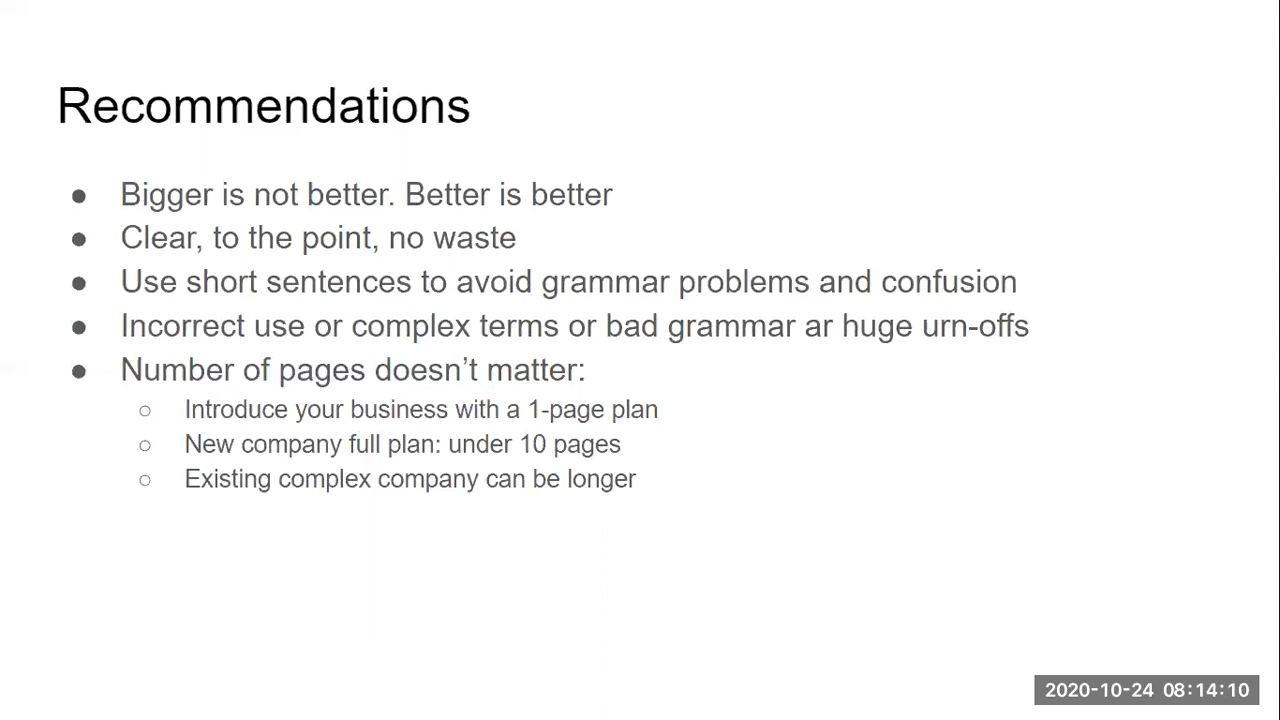 Recommendations
● Bigger is not better. Better is better
● Clear, to the point, no waste
● Use short sentences to avoid grammar problems and confusion
● Incorrect use or complex terms or bad grammar ar huge urn-offs
● Number of pages doesn’t matter:
○ Introduce your business with a 1-page plan
○ New company full plan: under 10 pages
○ Existing complex company can be longer
2020-10-24 08:14:10